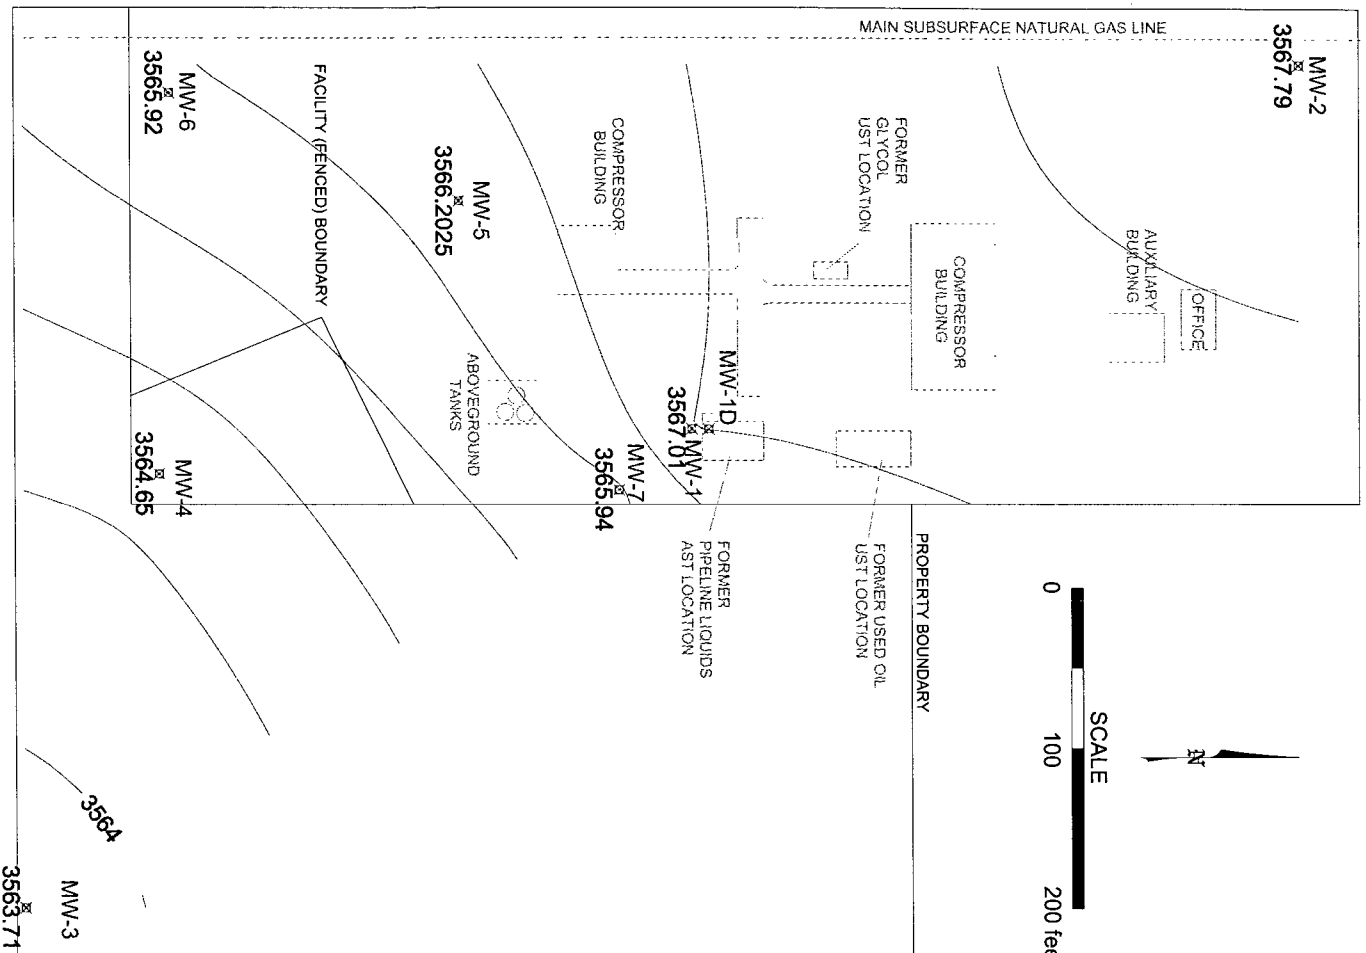 MAIN SUBSURFACE NATURAL GAS LINE
MW-2
3567.79
MW-6
3565.92
FACILITY (FENCED) BOUNDARY
MW-5
3566.2025
COMPRESSOR
BUILDING
FORMER
GLYCOL
UST LOCATION
COMPRESSOR
BUILDING
AUXILIARY
BUILDING
OFFICE
ABOVEGROUND
TANKS
MW-1D
3567.01
MW-1
MW-7
3565.94
MW-4
3564.65
FORMER
PIPELINE LIQUIDS
AST LOCATION
FORMER USED OIL
UST LOCATION
PROPERTY BOUNDARY
SCALE
0
100
200 fee
N
3564
MW-3
3563.71